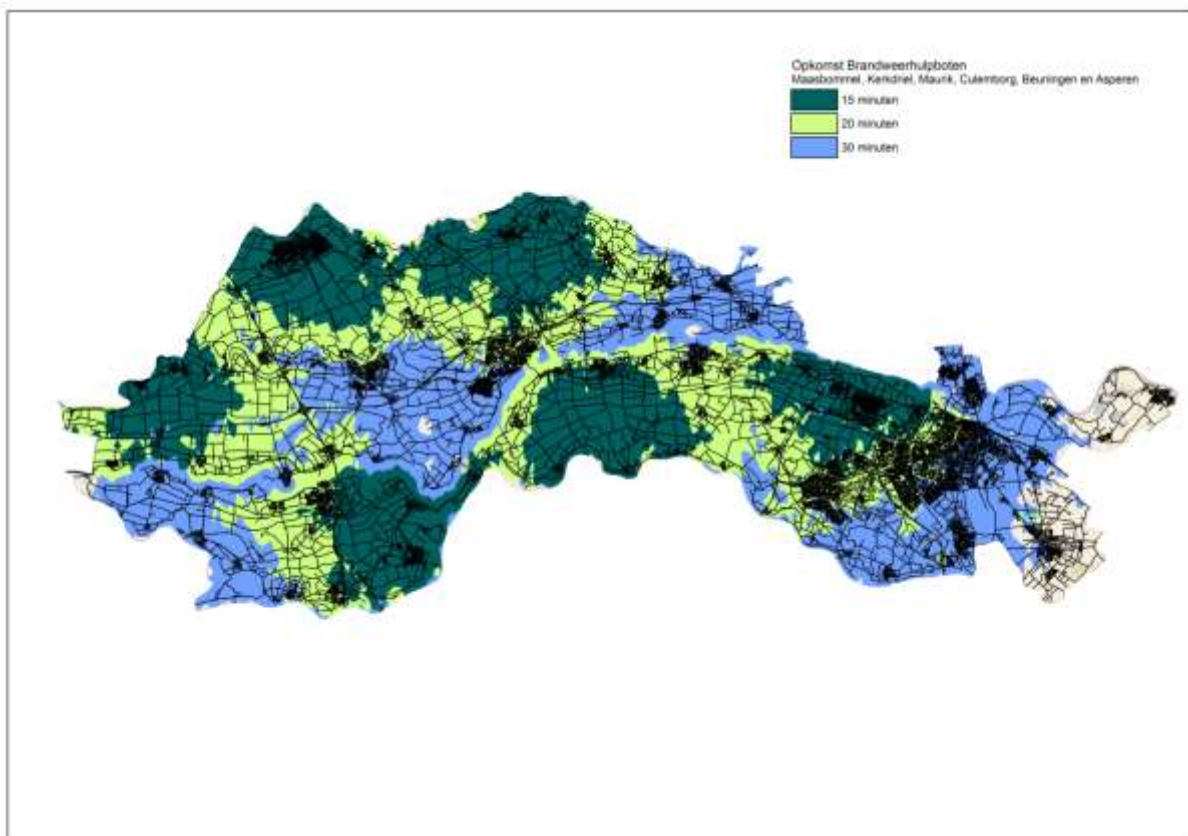 Opkomst Brandweerhulpboten
Maasbommel, Kerkdriel, Maurik, Culemborg, Beuningen en Asperen
15 minuten
20 minuten
30 minuten